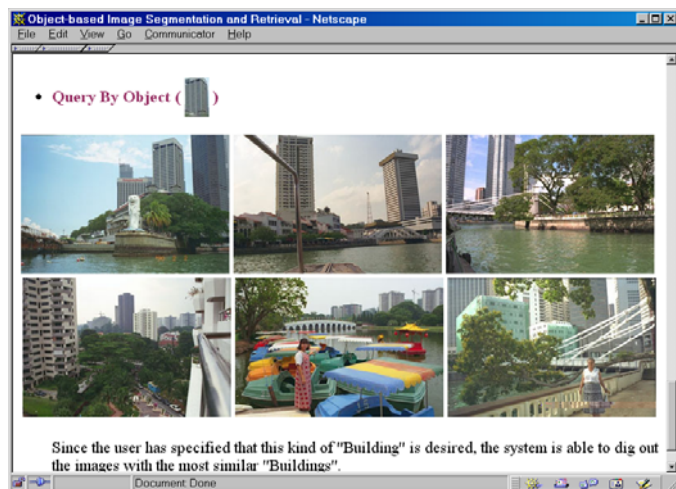 Object-based Image Segmentation and Retrieval - Netscape
File Edit View Go Communicator Help
• Query By Object ( )
Since the user has specified that this kind of "Building" is desired, the system is able to dig out
the images with the most similar "Buildings".
Document Done